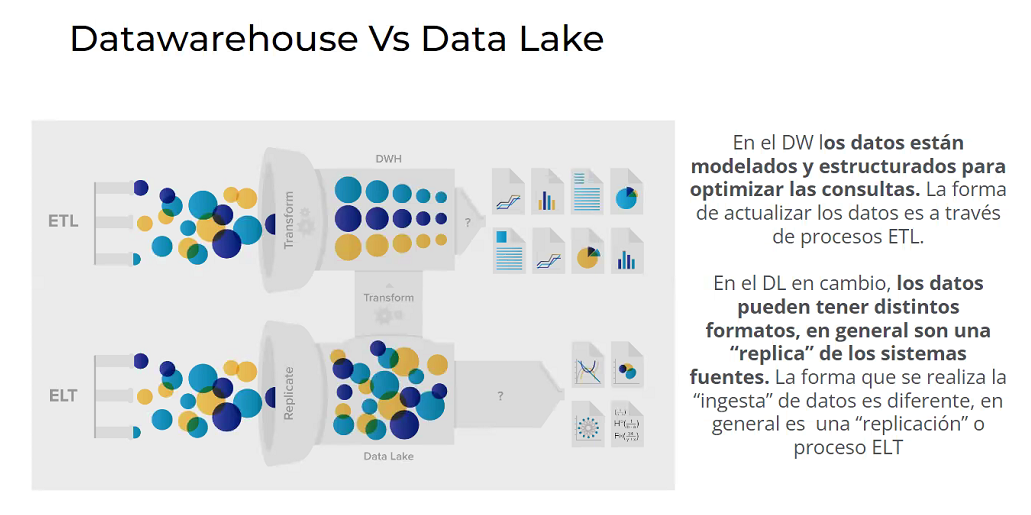 Datawarehouse Vs Data Lake
DWH
ETL
Transform
?
Transform
ELT
Replicate
?
Data Lake
En el DW los datos están
modelados y estructurados para
optimizar las consultas. La forma
de actualizar los datos es a través
de procesos ETL.
En el DL en cambio, los datos
pueden tener distintos
formatos, en general son una
“replica” de los sistemas
fuentes. La forma que se realiza la
“ingesta” de datos es diferente, en
general es una “replicación” o
proceso ELT